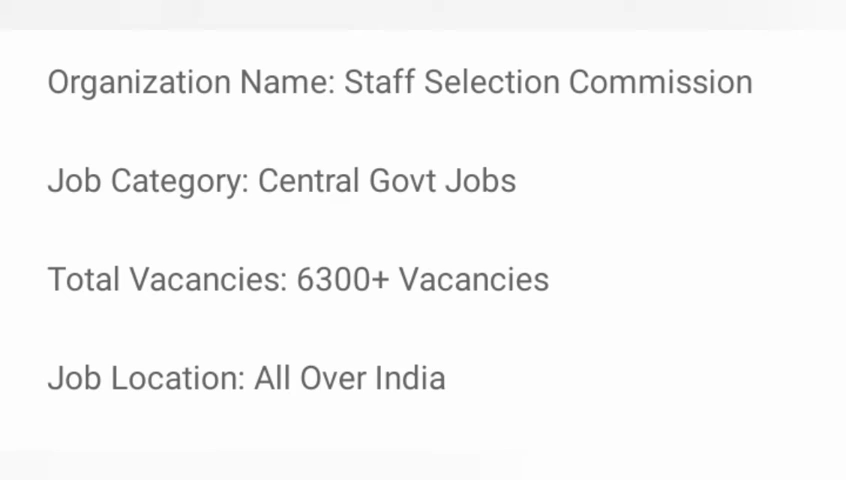 Organization Name: Staff Selection Commission
Job Category: Central Govt Jobs
Total Vacancies: 6300+ Vacancies
Job Location: All Over India